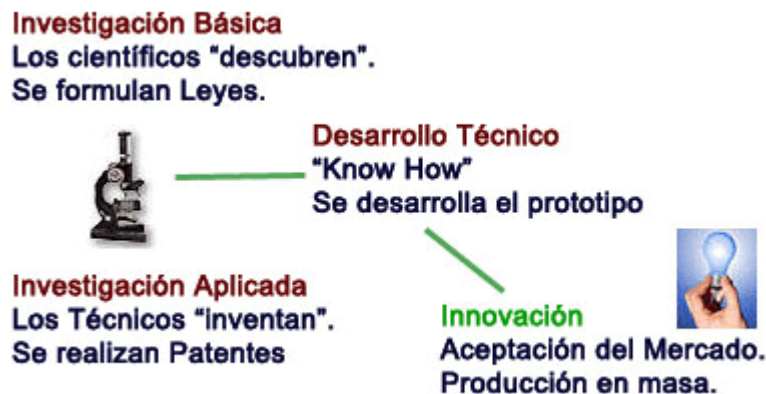 Investigación Básica
Los científicos “descubren”.
Se formulan Leyes.
Desarrollo Técnico
“Know How”
Se desarrolla el prototipo
Investigación Aplicada
Los Técnicos “inventan”.
Se realizan Patentes
Innovación
Aceptación del Mercado.
Producción en masa.